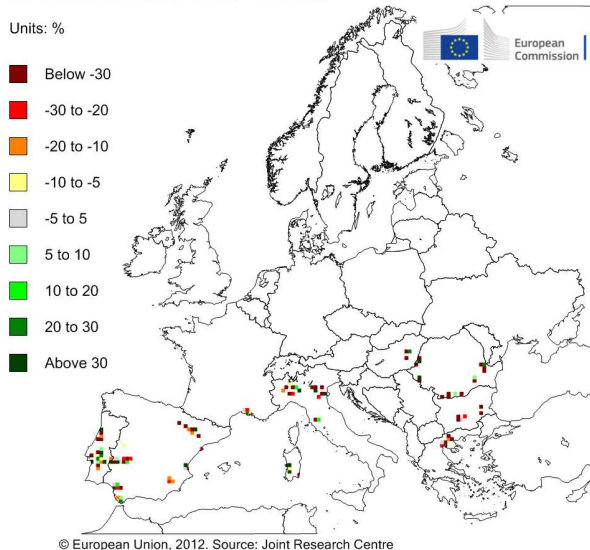 Units: %
European
Commission
Below -30
-30 to -20
-20 to -10
-10 to -5
-5 to 5
5 to 10
10 to 20
20 to 30
Above 30
© European Union, 2012. Source: Joint Research Centre